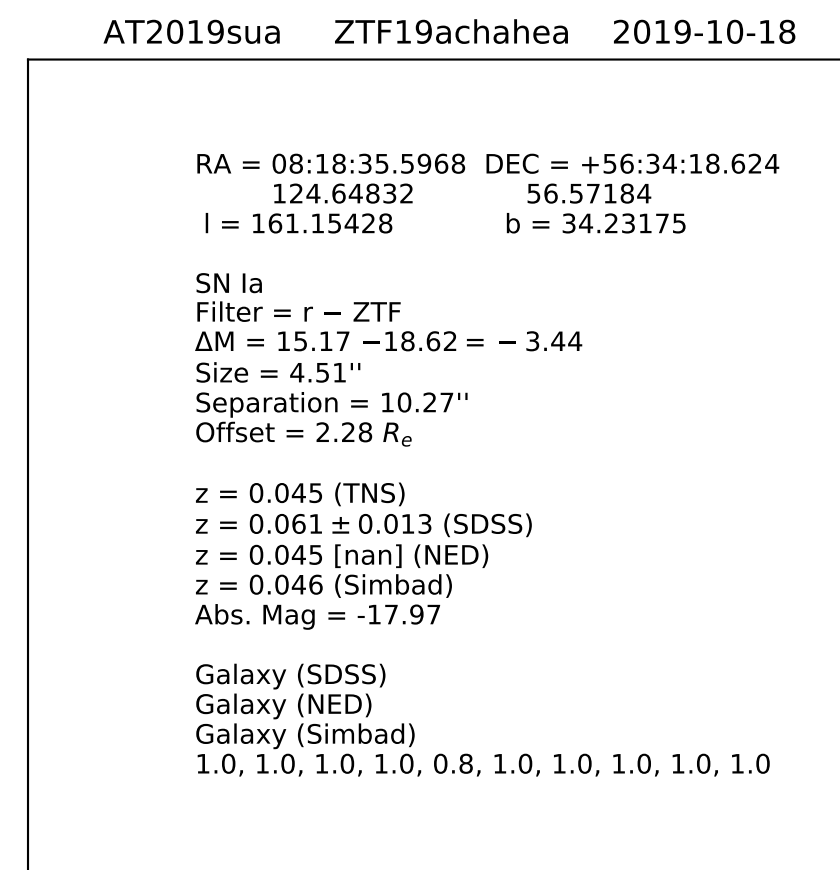 AT2019sua ZTF19achahea 2019-10-18
RA = 08:18:35.5968 DEC = +56:34:18.624
124.64832 56.57184
l = 161.15428 b = 34.23175
SN Ia
Filter = r − ZTF
ΔM = 15.17 −18.62 = − 3.44
Size = 4.51''
Separation = 10.27''
Offset = 2.28 Rₑ
z = 0.045 (TNS)
z = 0.061 ± 0.013 (SDSS)
z = 0.045 [nan] (NED)
z = 0.046 (Simbad)
Abs. Mag = -17.97
Galaxy (SDSS)
Galaxy (NED)
Galaxy (Simbad)
1.0, 1.0, 1.0, 1.0, 0.8, 1.0, 1.0, 1.0, 1.0, 1.0